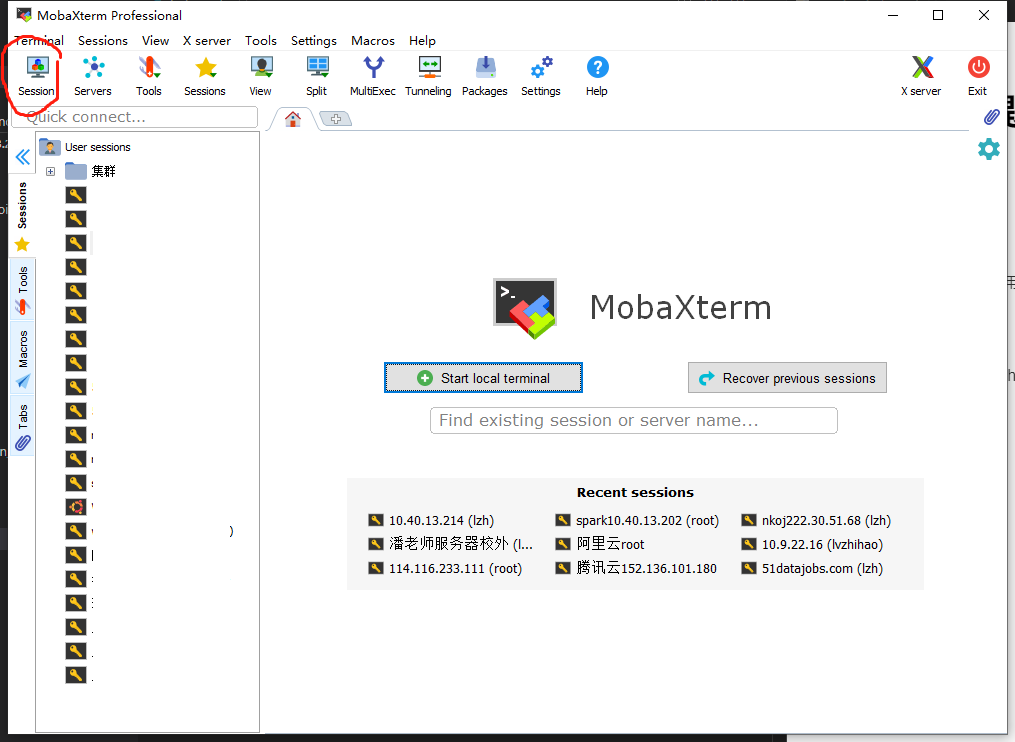 MobaXterm Professional
Terminal Sessions View X server Tools Settings Macros Help
Session Servers Tools Sessions View Split MultiExec Tunneling Packages Settings Help X server Exit
Quick connect...
User sessions
集群
Sessions
Tools
Macros
Tabs
)
>_
MobaXterm
Start local terminal
Recover previous sessions
Find existing session or server name...
Recent sessions
10.40.13.214 (lzh) spark10.40.13.202 (root) nkoj222.30.51.68 (lzh)
潘老师服务器校外 (l... 阿里云root 10.9.22.16 (lvzhihao)
114.116.233.111 (root) 腾讯云152.136.101.180 51datajobs.com (lzh)